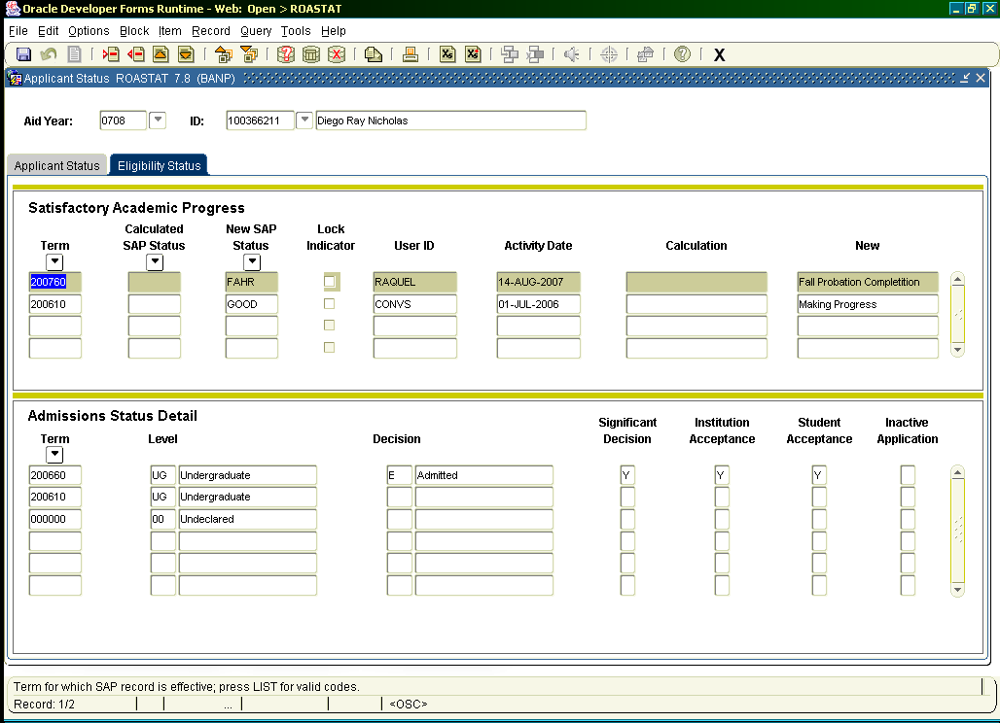 Oracle Developer Forms Runtime - Web: Open > ROASTAT
File Edit Options Block Item Record Query Tools Help
Applicant Status ROASTAT 7.8 (BANP)
Aid Year: 0708 ID: 100366211 Diego Ray Nicholas
Applicant Status Eligibility Status
Satisfactory Academic Progress
Calculated New SAP Lock
Term SAP Status Status Indicator User ID Activity Date Calculation New
200760 FAHR RAQUEL 14-AUG-2007 Fall Probation Completition
200610 GOOD CONVS 01-JUL-2006 Making Progress
Admissions Status Detail
Significant Institution Student Inactive
Term Level Decision Decision Acceptance Acceptance Application
200660 UG Undergraduate E Admitted Y Y Y
200610 UG Undergraduate
000000 00 Undeclared
Term for which SAP record is effective; press LIST for valid codes.
Record: 1/2 ... <OSC>